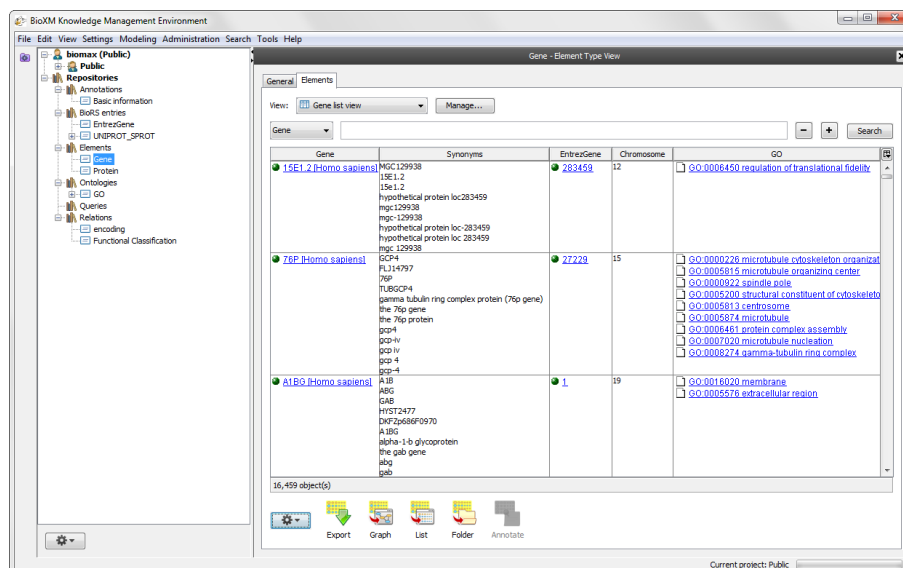 BioXM Knowledge Management Environment
File Edit View Settings Modeling Administration Search Tools Help
biomax (Public)
Public
Repositories
Annotations
Basic information
BioRS entries
EntrezGene
UNIPROT_SPROT
Elements
Gene
Protein
Ontologies
GO
Queries
Relations
encoding
Functional Classification
Gene - Element Type View
General Elements
View: Gene list view Manage...
Gene Search
Gene Synonyms EntrezGene Chromosome GO
15E1.2 [Homo sapiens] MGC129938 283459 12 GO:0006450 regulation of translational fidelity
15E1.2
15e1.2
hypothetical protein loc283459
mgc129938
mgc-129938
hypothetical protein loc-283459
hypothetical protein loc 283459
mgc 129938
76P [Homo sapiens] GCP4 27229 15 GO:0000226 microtubule cytoskeleton organizat
FLJ14797 GO:0005815 microtubule organizing center
76P GO:0000922 spindle pole
TUBGCP4 GO:0005200 structural constituent of cytoskeleto
gamma tubulin ring complex protein (76p gene) GO:0005813 centrosome
the 76p gene GO:0005874 microtubule
the 76p protein GO:0006461 protein complex assembly
gcp4 GO:0007020 microtubule nucleation
gcp-iv GO:0008274 gamma-tubulin ring complex
gcp iv
gcp 4
gcp-4
A1BG [Homo sapiens] A1B 1 19 GO:0016020 membrane
ABG GO:0005576 extracellular region
GAB
HYST2477
DKFZp686F0970
A1BG
alpha-1-b glycoprotein
the gab gene
abg
gab
16,459 object(s)
Export Graph List Folder Annotate
Current project: Public